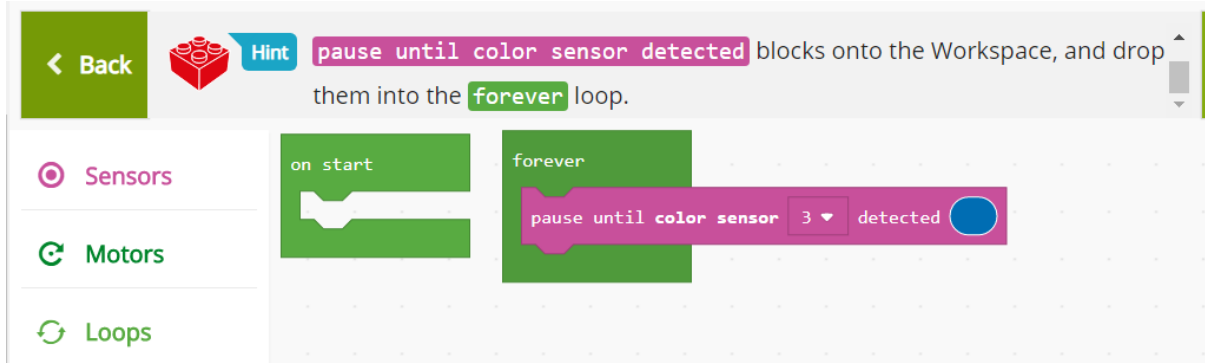 Back
Hint
pause until color sensor detected blocks onto the Workspace, and drop
them into the forever loop.
Sensors
Motors
Loops
on start
forever
pause until color sensor 3 detected